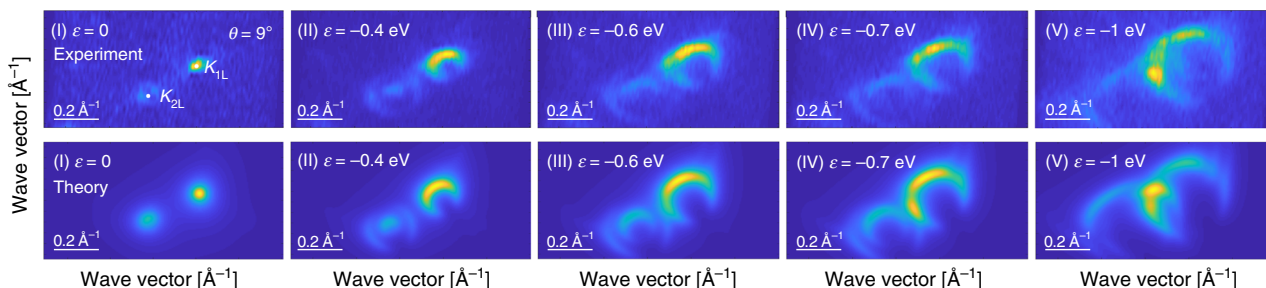 (I) ε = 0
θ = 9°
Experiment
K1L
K2L
0.2 Å⁻¹
(II) ε = −0.4 eV
0.2 Å⁻¹
(III) ε = −0.6 eV
0.2 Å⁻¹
(IV) ε = −0.7 eV
0.2 Å⁻¹
(V) ε = −1 eV
0.2 Å⁻¹
Wave vector [Å⁻¹]
(I) ε = 0
Theory
0.2 Å⁻¹
(II) ε = −0.4 eV
0.2 Å⁻¹
(III) ε = −0.6 eV
0.2 Å⁻¹
(IV) ε = −0.7 eV
0.2 Å⁻¹
(V) ε = −1 eV
0.2 Å⁻¹
Wave vector [Å⁻¹]
Wave vector [Å⁻¹]
Wave vector [Å⁻¹]
Wave vector [Å⁻¹]
Wave vector [Å⁻¹]